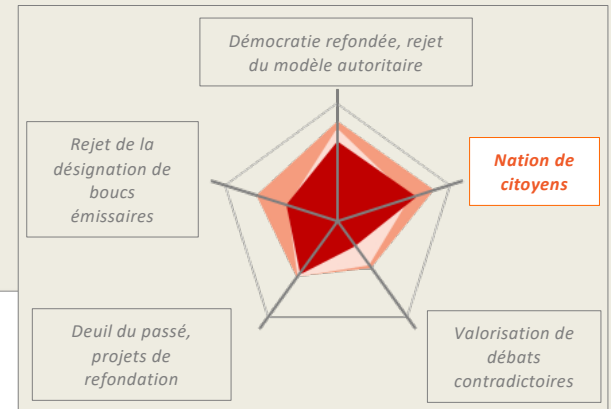 Démocratie refondée, rejet
du modèle autoritaire
Rejet de la
désignation de
boucs
émissaires
Nation de
citoyens
Deuil du passé,
projets de
refondation
Valorisation de
débats
contradictoires